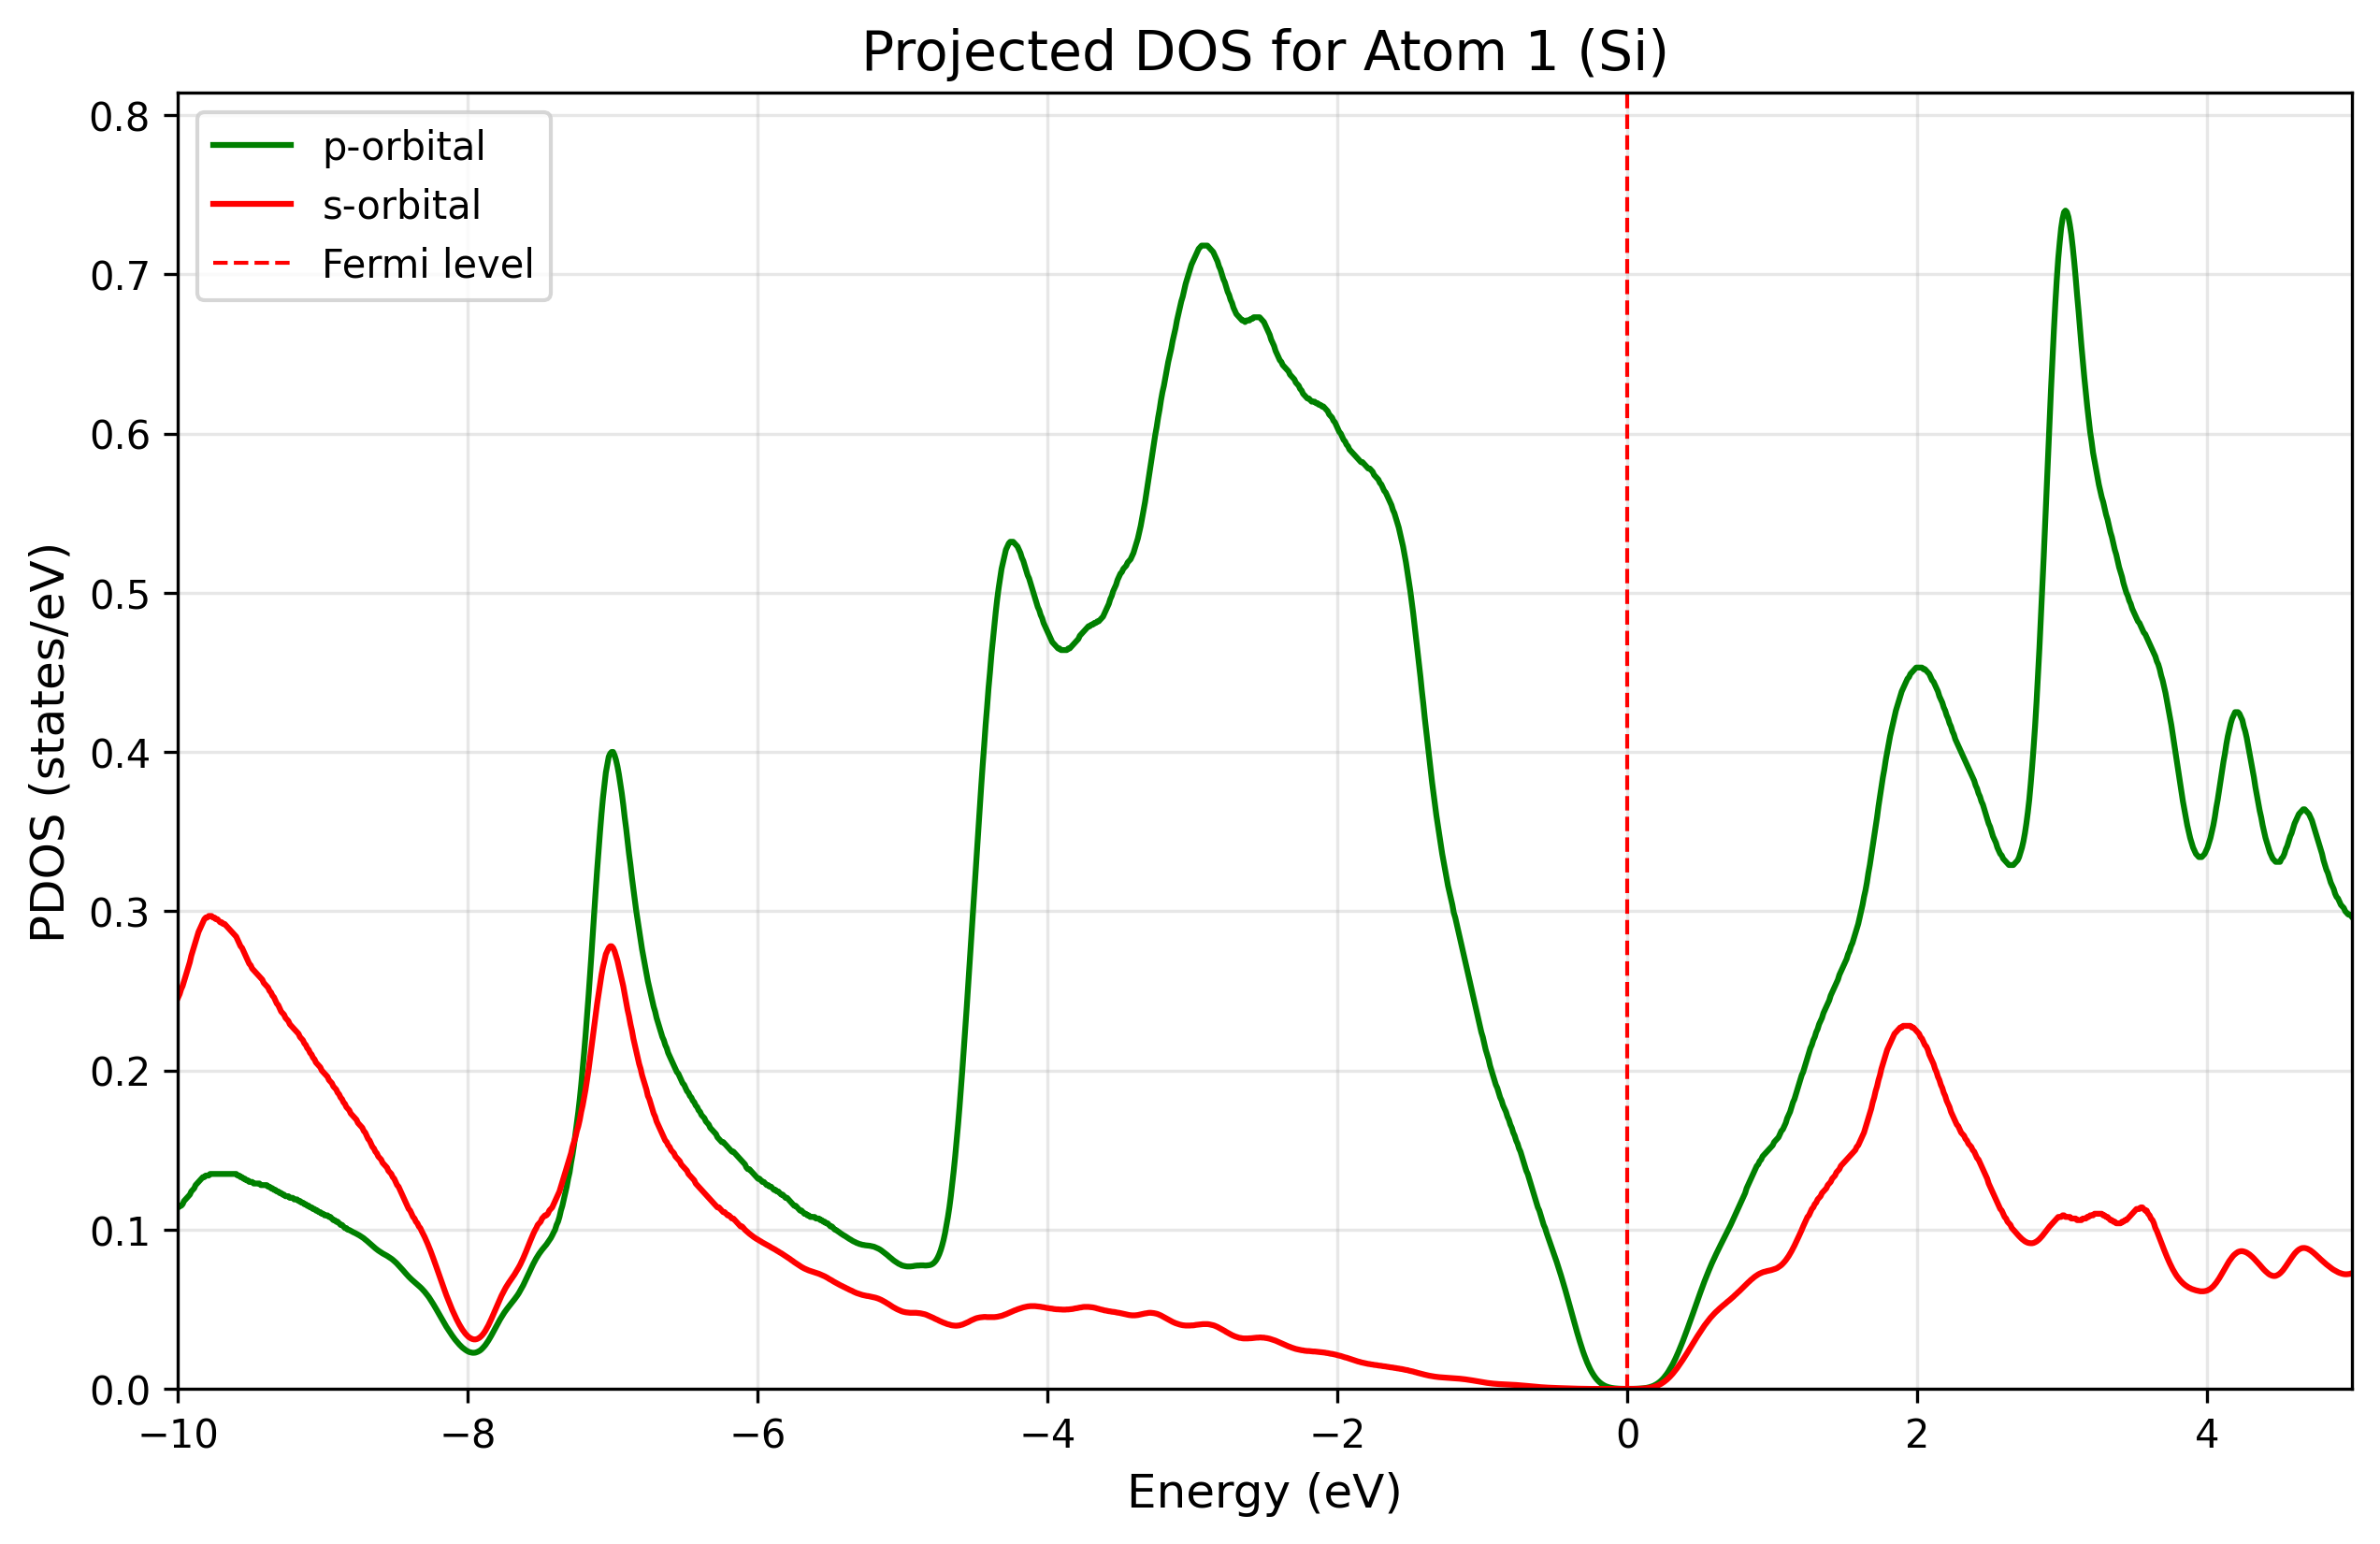 Projected DOS for Atom 1 (Si)
p-orbital
s-orbital
Fermi level
PDOS (states/eV)
0.8
0.7
0.6
0.5
0.4
0.3
0.2
0.1
0.0
−10
−8
−6
−4
−2
0
2
4
Energy (eV)